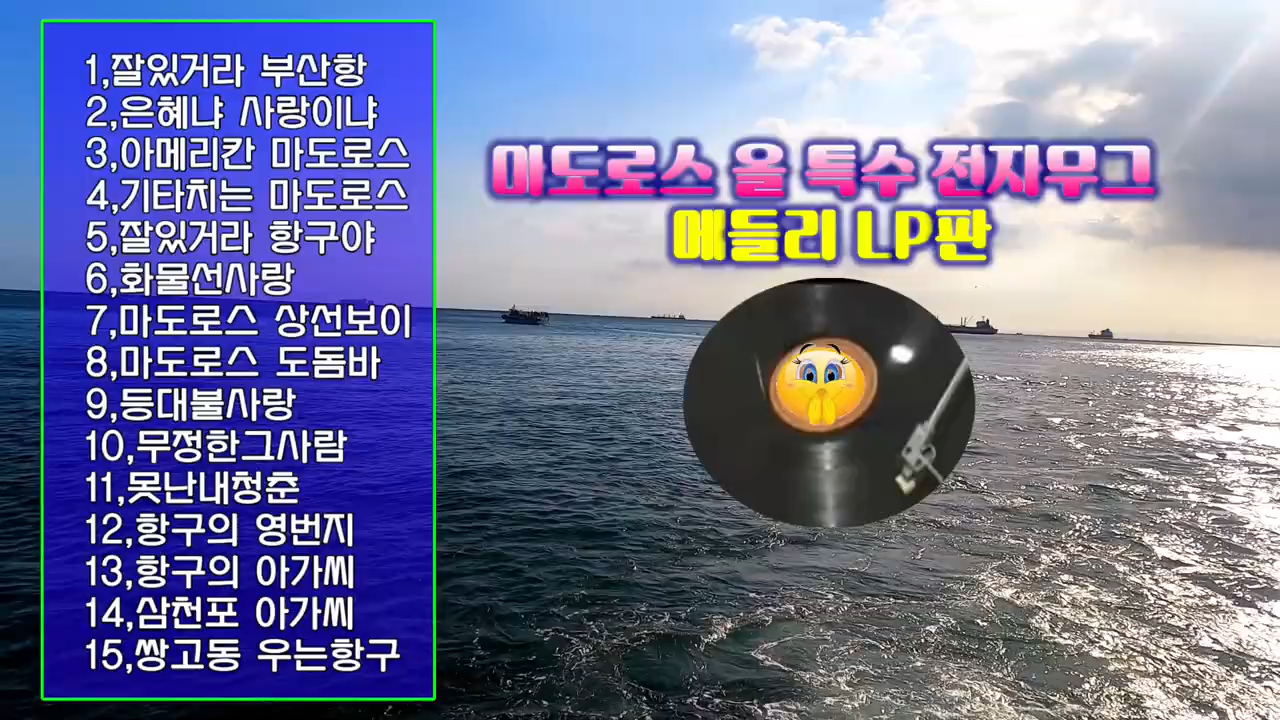 1,잘있거라 부산항
2,은혜냐 사랑이냐
3,아메리칸 마도로스
4,기타치는 마도로스
5,잘있거라 항구야
6,화물선사랑
7,마도로스 상선보이
8,마도로스 도돔바
9,등대불사랑
10,무정한그사람
11,못난내청춘
12,항구의 영번지
13,항구의 아가씨
14,삼천포 아가씨
15,쌍고동 우는항구
마도로스 올 특수 전자무그
메들리 LP판